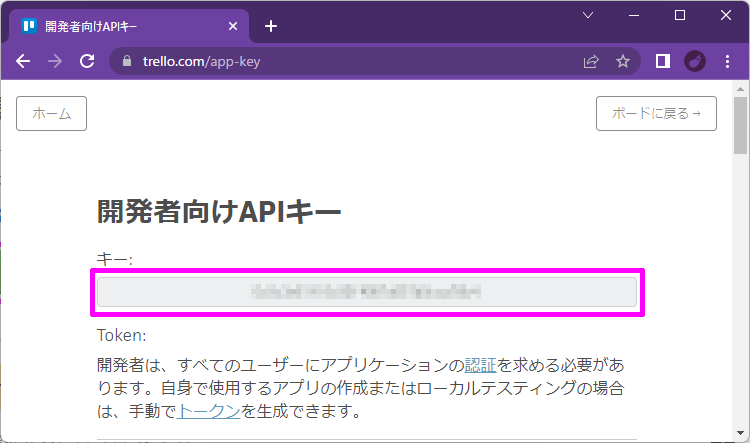 開発者向けAPIキー
trello.com/app-key
ホーム
ボードに戻る→
開発者向けAPIキー
キー:
Token:
開発者は、すべてのユーザーにアプリケーションの認証を求める必要があ
ります。自身で使用するアプリの作成またはローカルテスティングの場合
は、手動でトークンを生成できます。